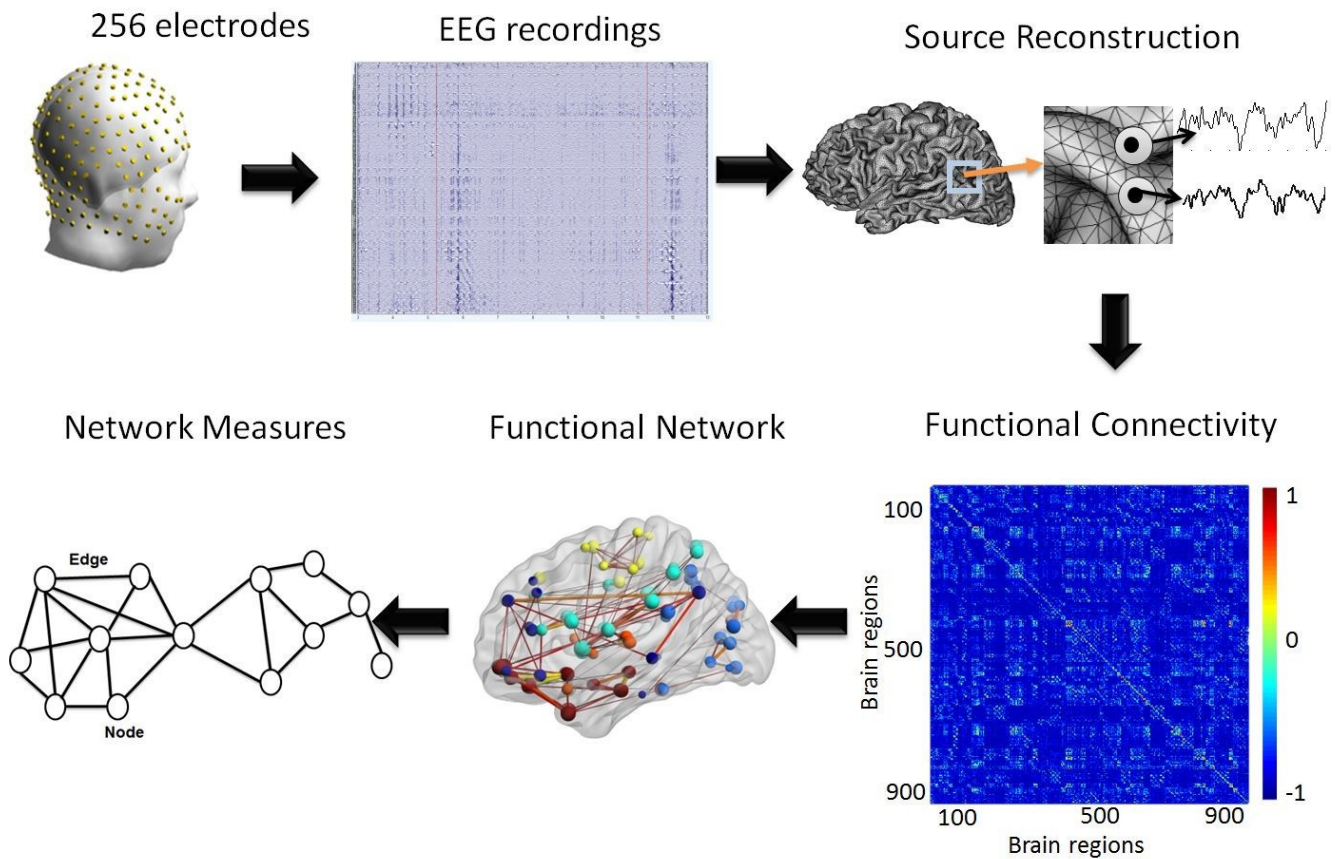 256 electrodes
EEG recordings
Source Reconstruction
Network Measures
Functional Network
Functional Connectivity
Edge
Node
Brain regions
100
500
900
100
500
900
Brain regions
1
0
-1